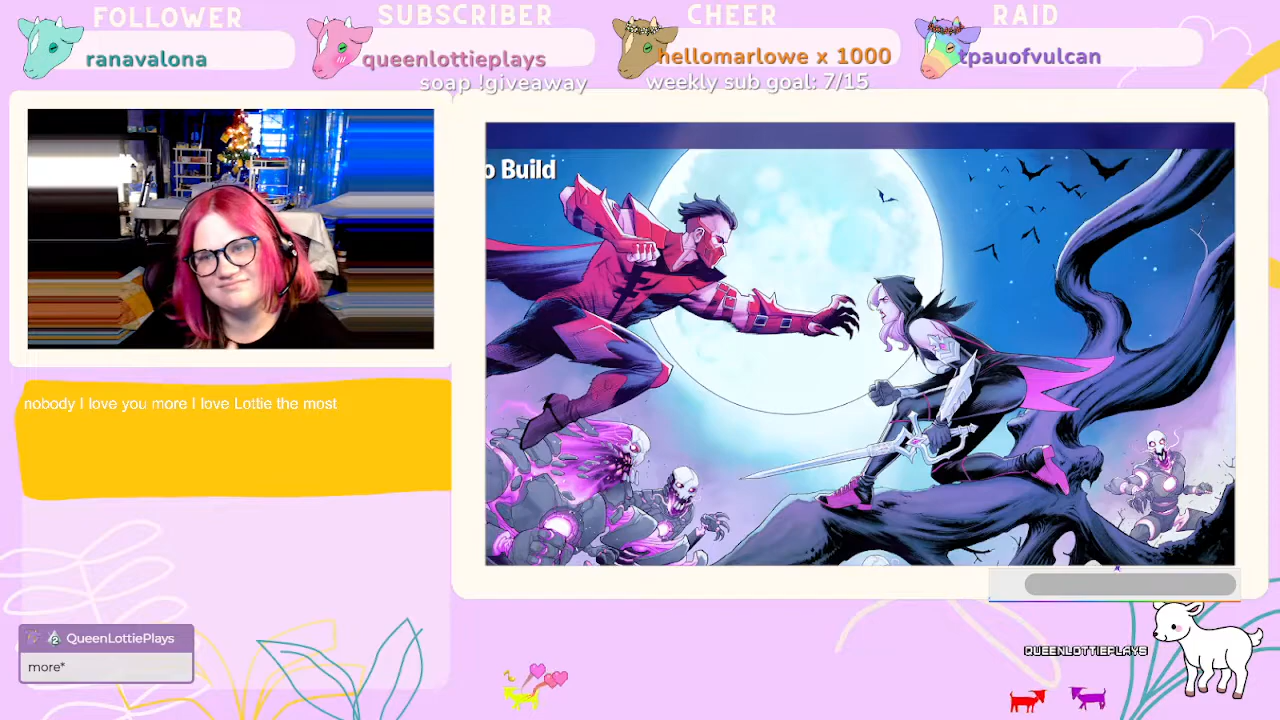 FOLLOWER
SUBSCRIBER
CHEER
RAID
ranavalona
queenlottieplays
hellomarlowe x 1000
tpauofvulcan
soap !giveaway
weekly sub goal: 7/15
o Build
nobody I love you more I love Lottie the most
2 QueenLottiePlays
more*
QUEENLOTTIEPLAYS